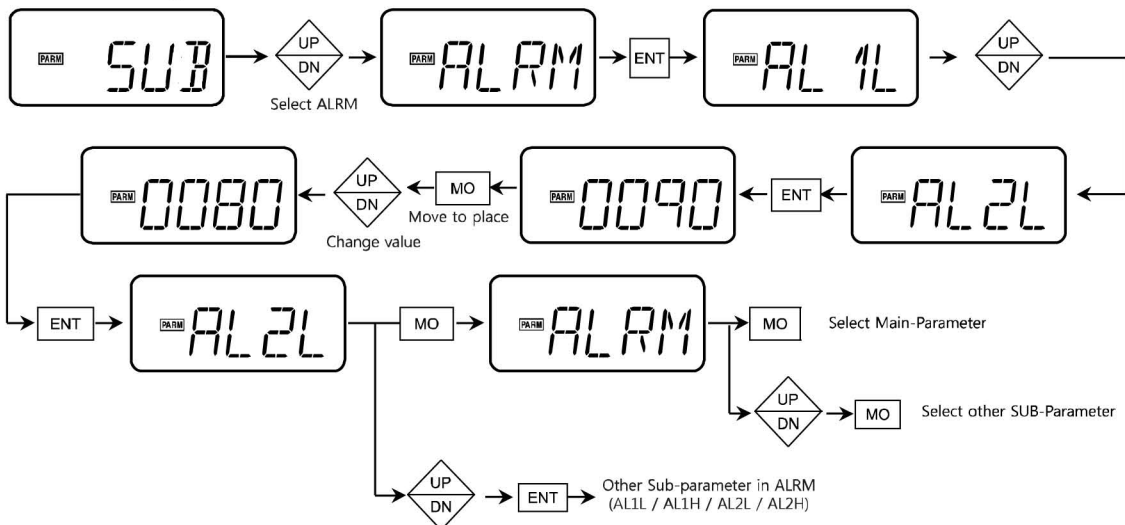 PARM SUB
UP
DN
Select ALRM
PARM ALRM
ENT
PARM AL 1L
UP
DN
PARM 0080
UP
DN
Change value
MO
Move to place
PARM 0090
ENT
PARM AL2L
ENT
PARM AL2L
MO
PARM ALRM
MO
Select Main-Parameter
UP
DN
MO
Select other SUB-Parameter
UP
DN
ENT
Other Sub-parameter in ALRM
(AL1L / AL1H / AL2L / AL2H)